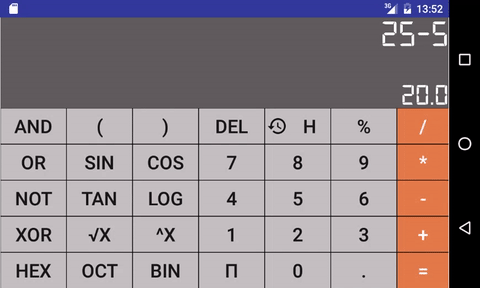 3G 13:52
25-5
20.0
AND ( ) DEL H % /
OR SIN COS 7 8 9 *
NOT TAN LOG 4 5 6 -
XOR √X ^X 1 2 3 +
HEX OCT BIN П 0 . =